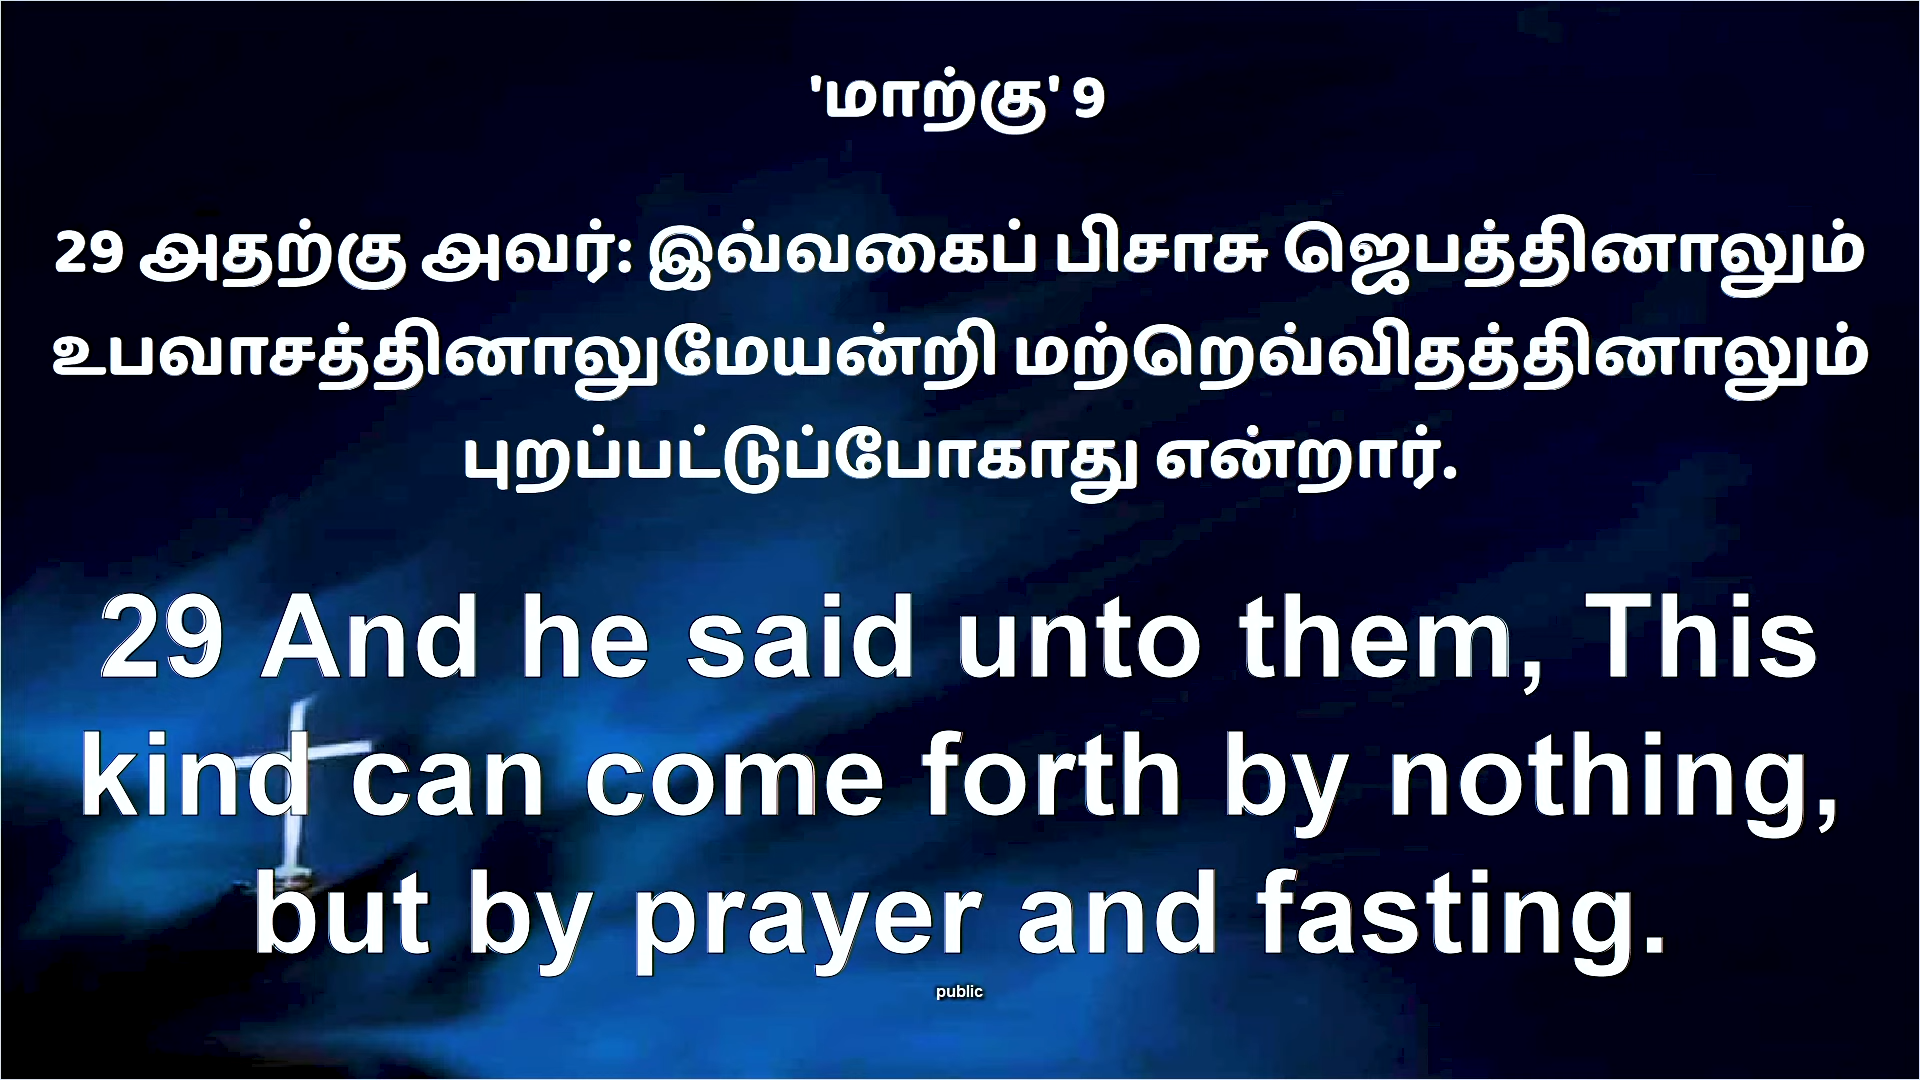 'மாற்கு' 9
29 அதற்கு அவர்: இவ்வகைப் பிசாசு ஜெபத்தினாலும்
உபவாசத்தினாலுமேயன்றி மற்றெவ்விதத்தினாலும்
புறப்பட்டுப்போகாது என்றார்.
29 And he said unto them, This
kind can come forth by nothing,
but by prayer and fasting.
public